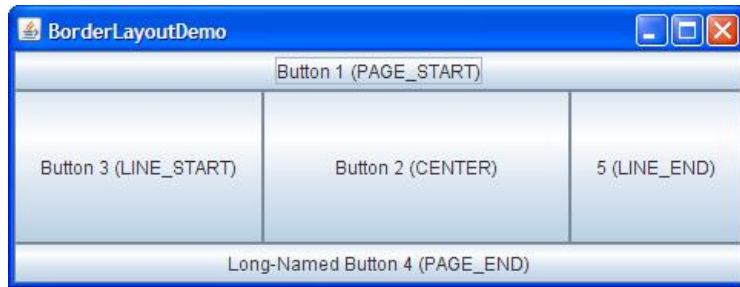 BorderLayoutDemo
Button 1 (PAGE_START)
Button 3 (LINE_START)
Button 2 (CENTER)
5 (LINE_END)
Long-Named Button 4 (PAGE_END)